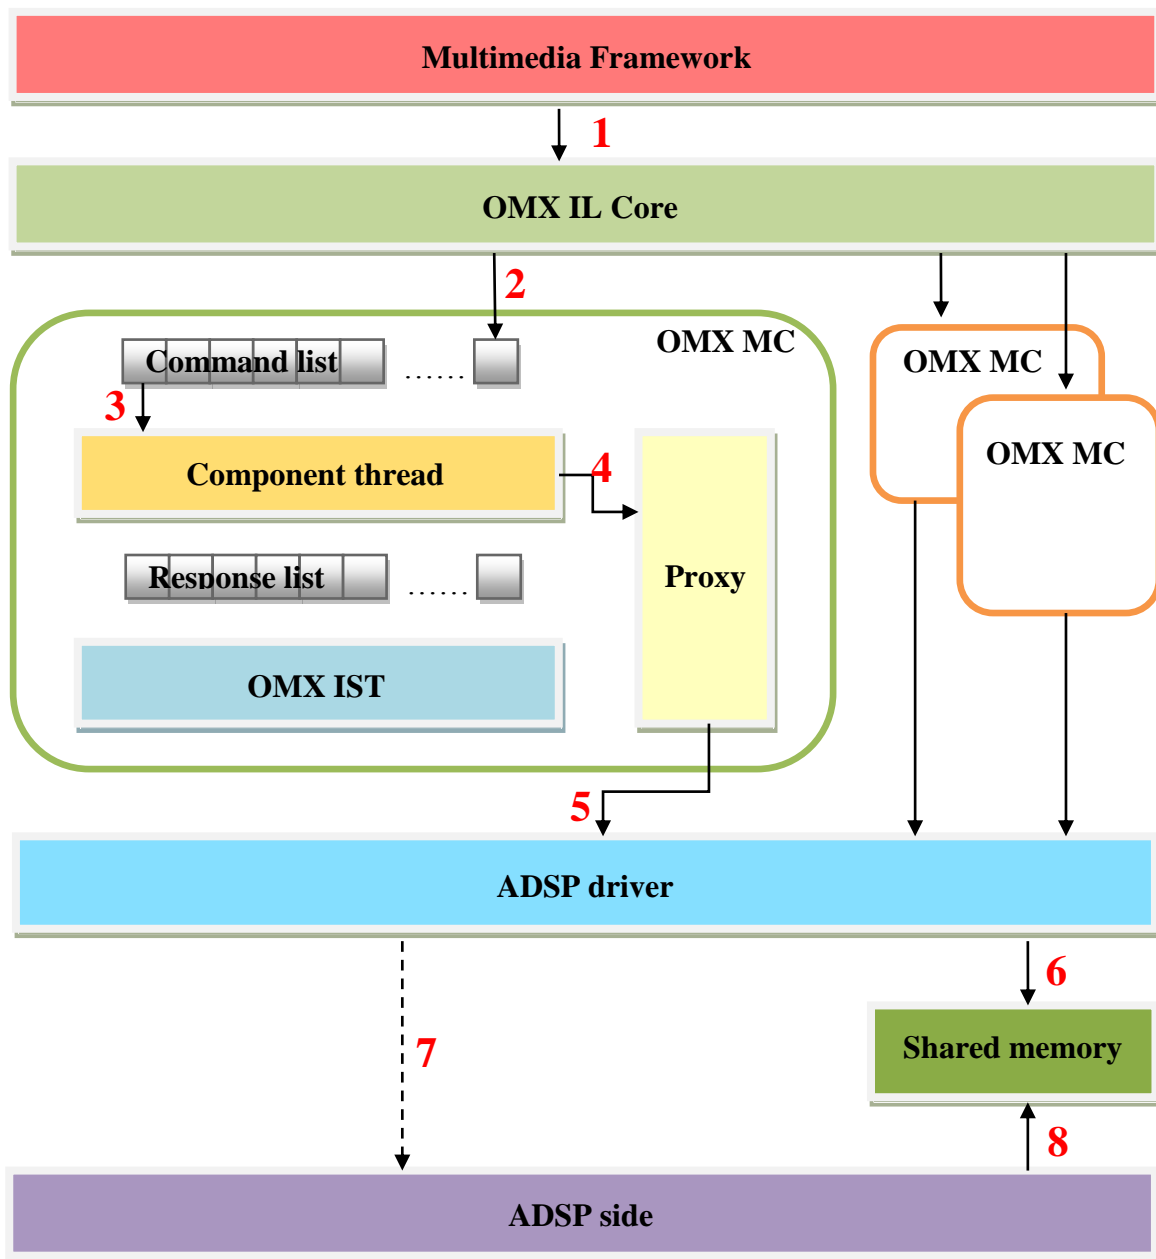 Multimedia Framework
1
OMX IL Core
2
OMX MC
Command list
......
OMX MC
3
Component thread
4
OMX MC
Response list
......
Proxy
OMX IST
5
ADSP driver
6
7
Shared memory
8
ADSP side